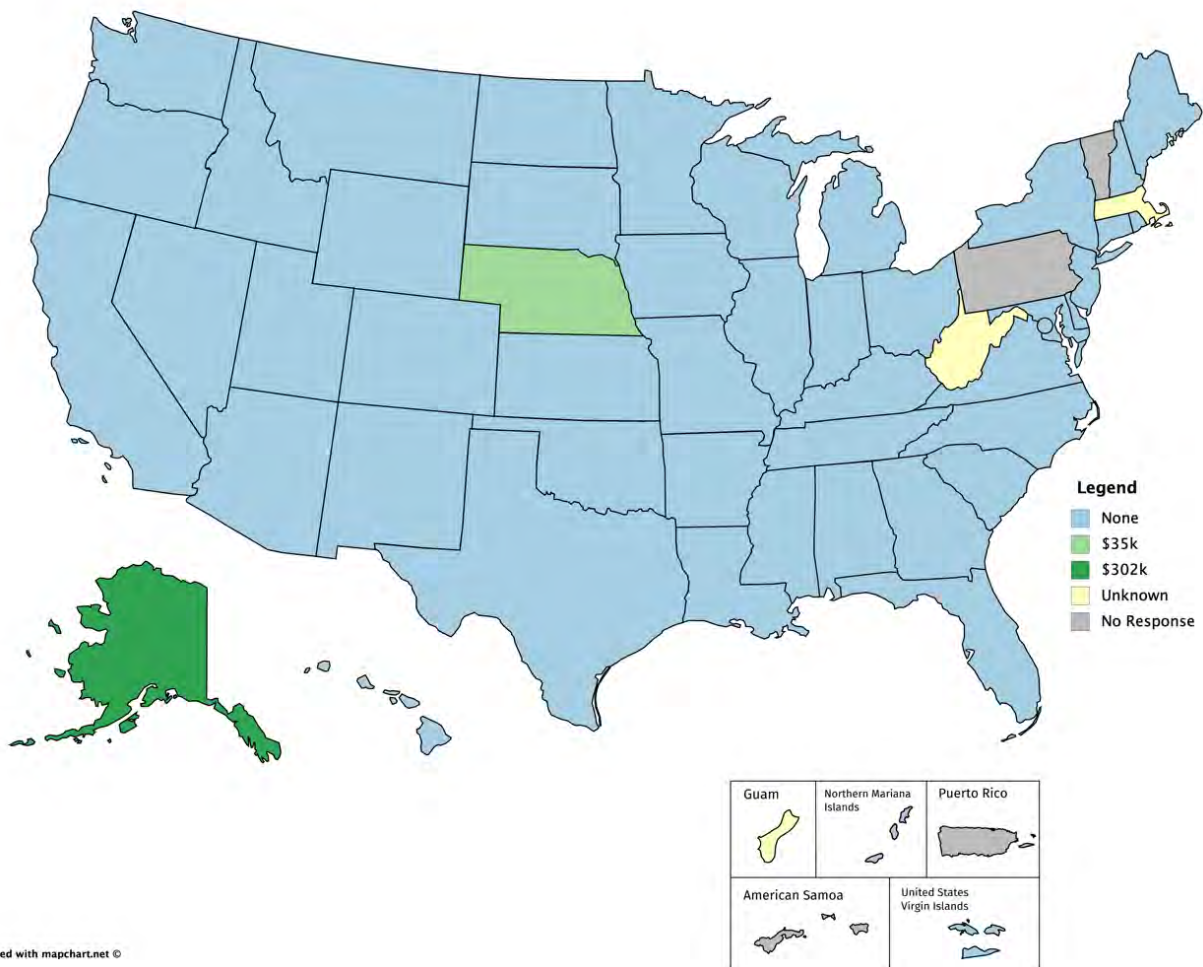 Legend
None
$35k
$302k
Unknown
No Response
Guam
Northern Mariana
Islands
Puerto Rico
American Samoa
United States
Virgin Islands
ed with mapchart.net ©